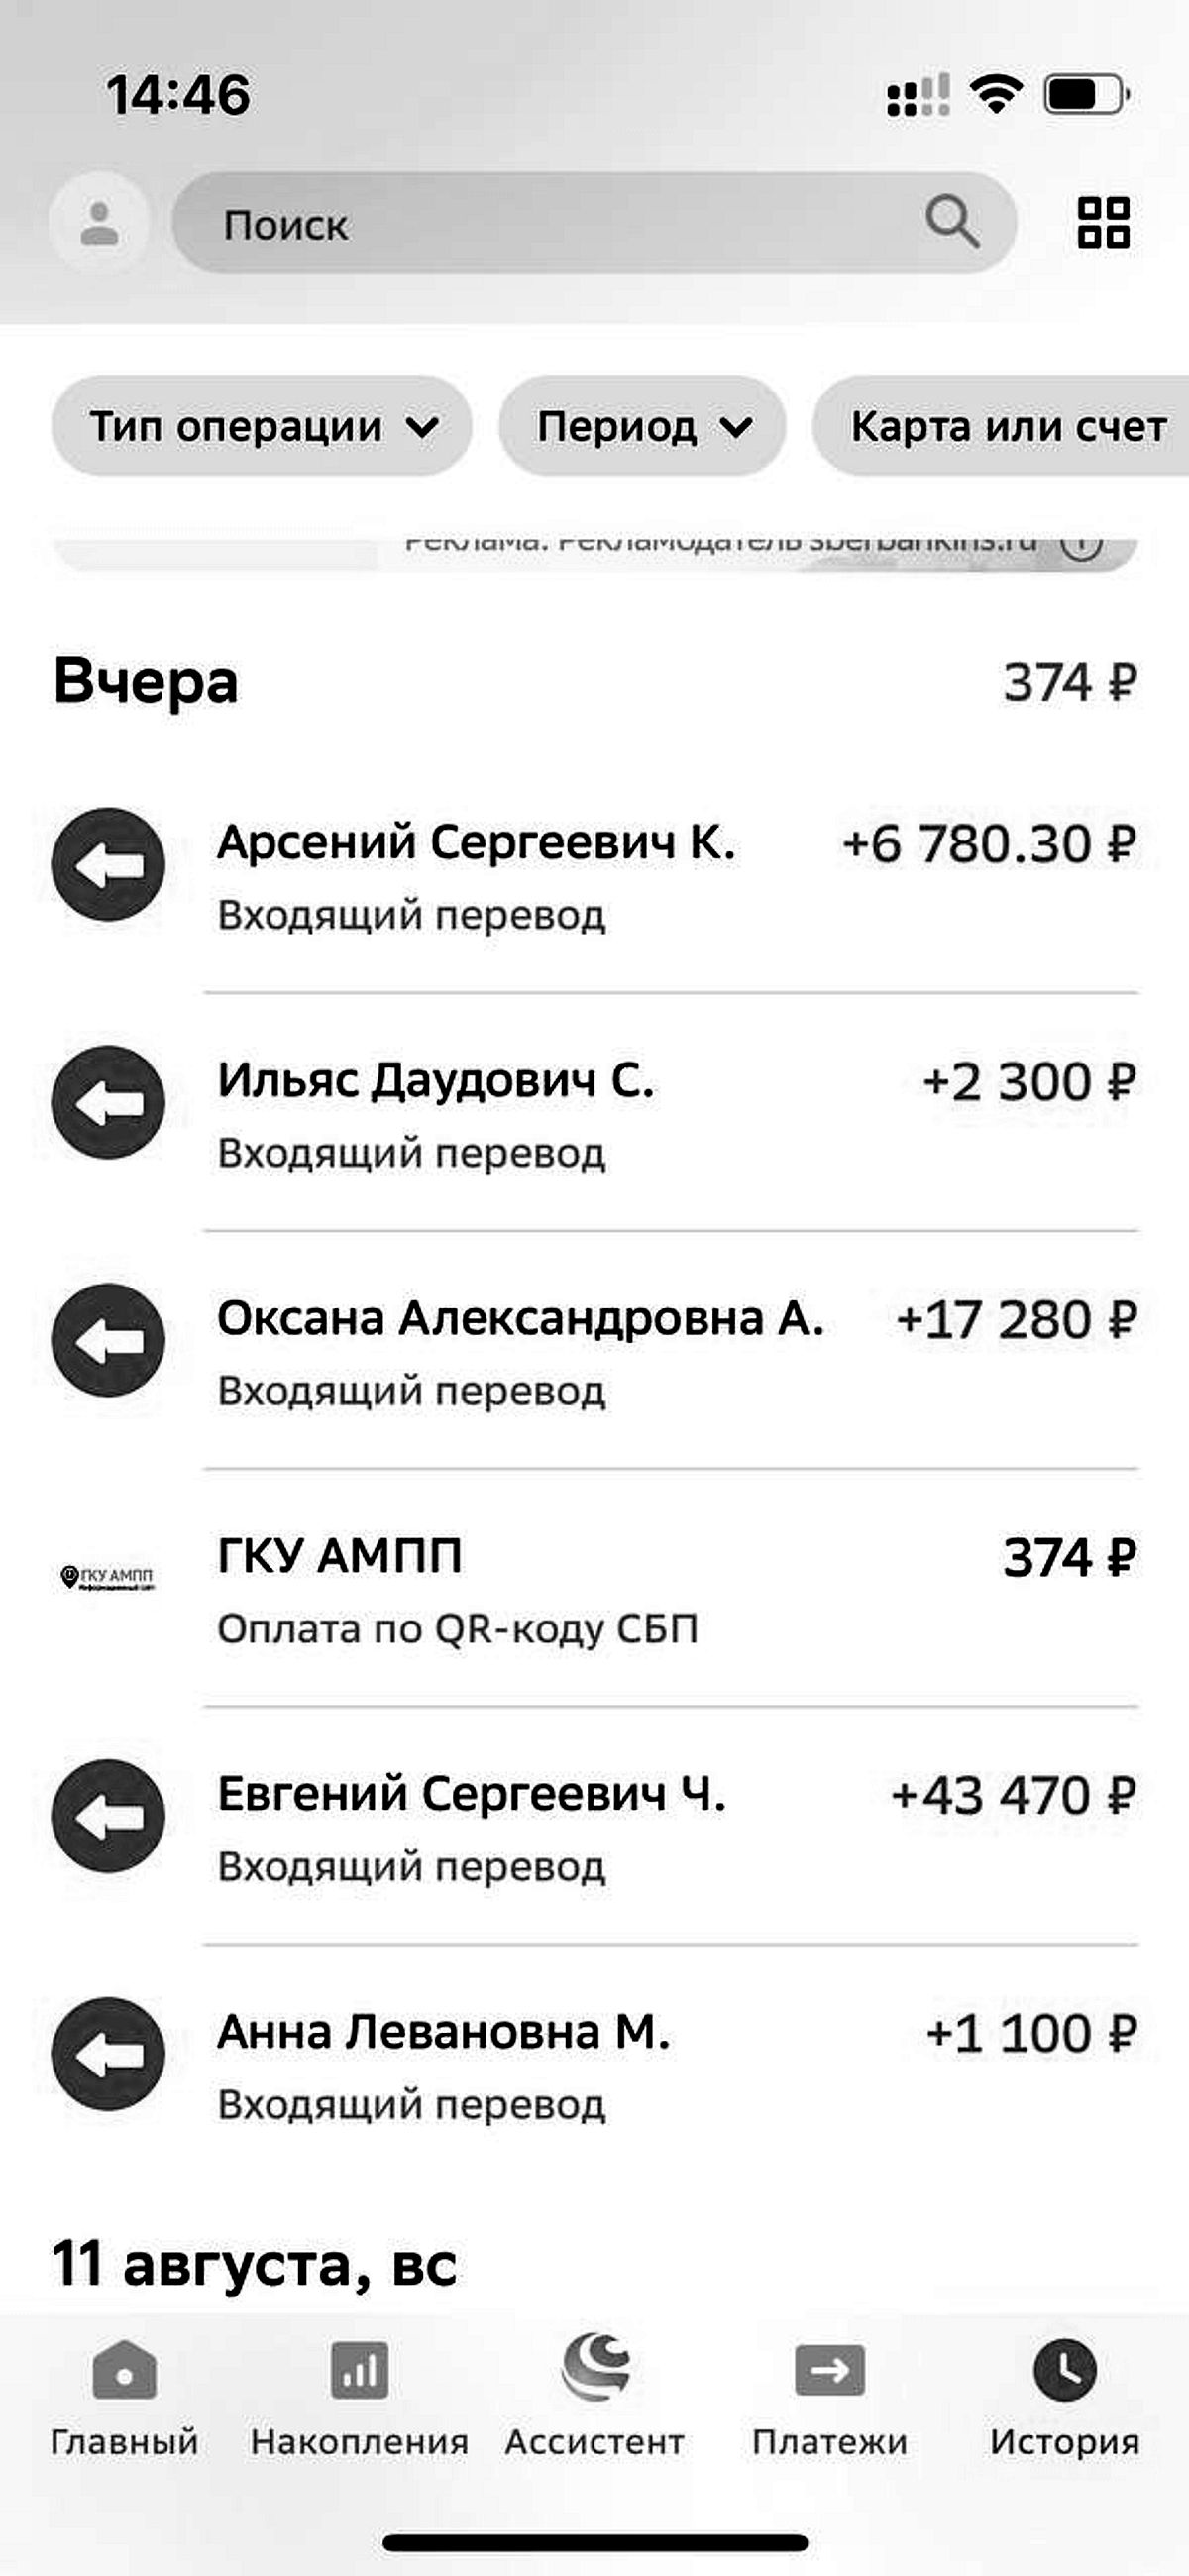 14:46
Поиск
Тип операции
Период
Карта или счет
Реклама. Рекламодатель sberbankins.ru
Вчера
374 ₽
Арсений Сергеевич К.
+6 780.30 ₽
Входящий перевод
Ильяс Даудович С.
+2 300 ₽
Входящий перевод
Оксана Александровна А.
+17 280 ₽
Входящий перевод
ГКУ АМПП
ГКУ АМПП
374 ₽
Оплата по QR-коду СБП
Евгений Сергеевич Ч.
+43 470 ₽
Входящий перевод
Анна Левановна М.
+1 100 ₽
Входящий перевод
11 августа, вс
Главный
Накопления
Ассистент
Платежи
История